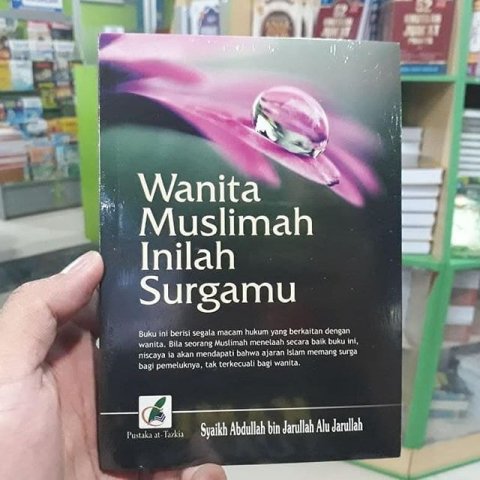 Wanita
Muslimah
Inilah
Surgamu
Buku ini berisi segala macam hukum yang berkaitan dengan
wanita. Bila seorang Muslimah menelaah secara baik buku ini,
niscaya ia akan mendapati bahwa ajaran Islam memang surga
bagi pemeluknya, tak terkecuali bagi wanita.
Pustaka at-Tazkia
Syaikh Abdullah bin Jarullah Alu Jarullah